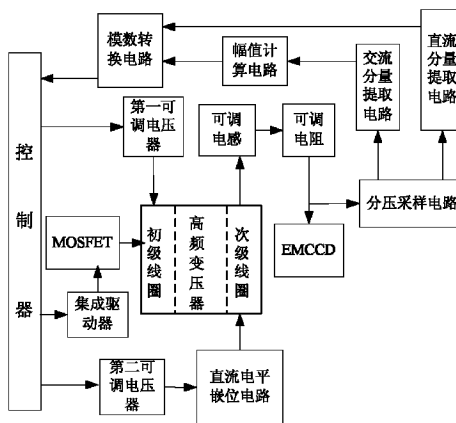 模数转
换电路
幅值计
算电路
交流
分量
提取
电路
直流
分量
提取
电路
第一可
调电压
器
可调
电感
可调
电阻
控
制
器
分压采样电路
MOSFET
初级线圈
高频变压器
次级线圈
EMCCD
集成驱
动器
第二可
调电压
器
直流电平
嵌位电路